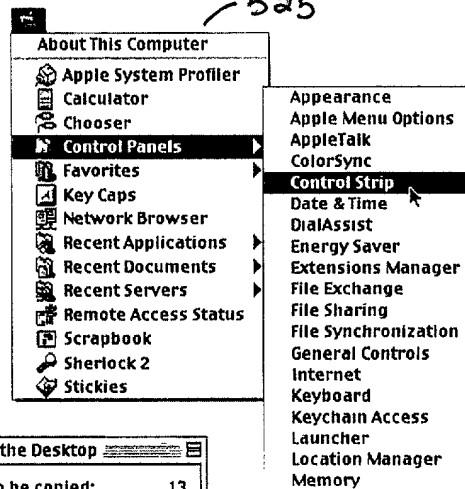 525
About This Computer
Apple System Profiler
Calculator
Chooser
Control Panels
Favorites
Key Caps
Network Browser
Recent Applications
Recent Documents
Recent Servers
Remote Access Status
Scrapbook
Sherlock 2
Stickies
Appearance
Apple Menu Options
AppleTalk
ColorSync
Control Strip
Date & Time
DialAssist
Energy Saver
Extensions Manager
File Exchange
File Sharing
File Synchronization
General Controls
Internet
Keyboard
Keychain Access
Launcher
Location Manager
Memory
the Desktop
be copied: 13